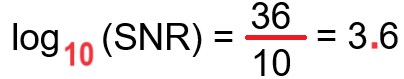 log₁₀(SNR) = 36/10 = 3.6